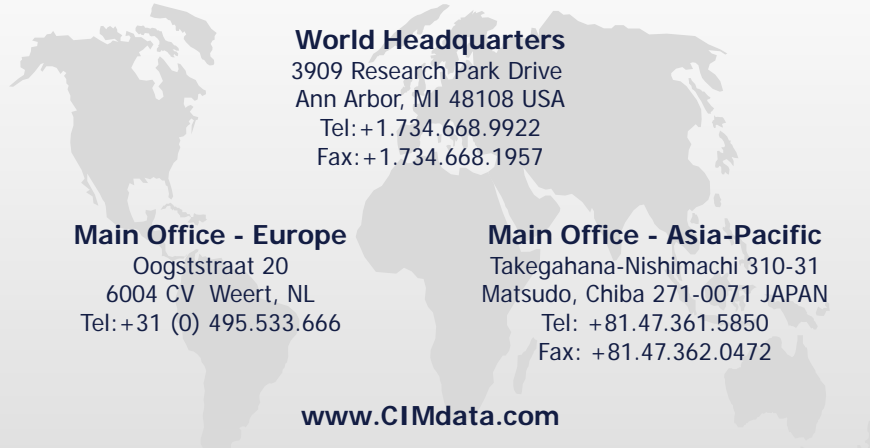 World Headquarters
3909 Research Park Drive
Ann Arbor, MI 48108 USA
Tel:+1.734.668.9922
Fax:+1.734.668.1957
Main Office - Europe
Oogststraat 20
6004 CV  Weert, NL
Tel:+31 (0) 495.533.666
Main Office - Asia-Pacific
Takegahana-Nishimachi 310-31
Matsudo, Chiba 271-0071 JAPAN
Tel: +81.47.361.5850
Fax: +81.47.362.0472
www.CIMdata.com